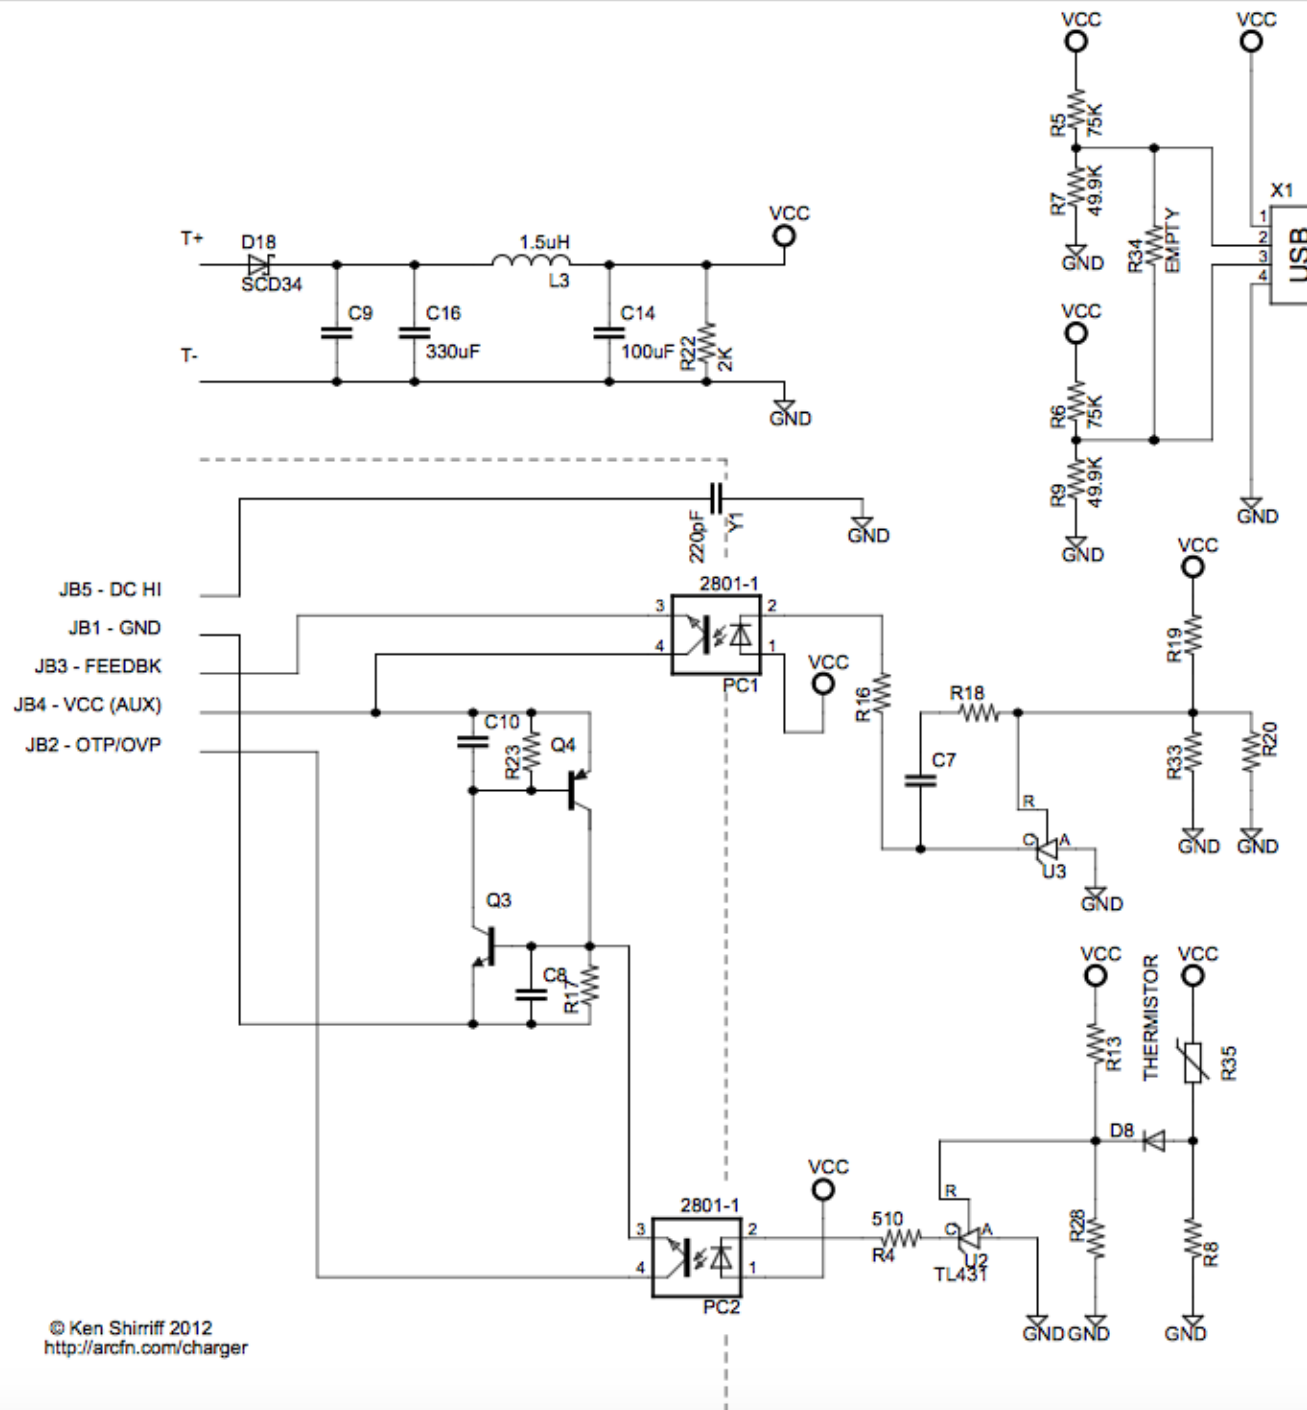 VCC
VCC
R5
75K
R7
49.9K
GND
R34
EMPTY
X1
1
2
3
4
USB
VCC
R6
75K
R9
49.9K
GND
GND
T+
D18
SCD34
1.5uH
L3
VCC
C9
C16
330uF
C14
100uF
R22
2K
T-
GND
220pF
Y1
GND
JB5 - DC HI
JB1 - GND
JB3 - FEEDBK
JB4 - VCC (AUX)
JB2 - OTP/OVP
2801-1
3
2
4
1
PC1
VCC
R16
R18
C7
R
C
A
U3
GND
VCC
R19
R33
R20
GND
GND
C10
R23
Q4
Q3
C8
R17
VCC
VCC
R13
THERMISTOR
R35
D8
R28
R8
GND
GND
GND
VCC
2801-1
3
2
4
1
PC2
510
R4
R
C
A
U2
TL431
© Ken Shirriff 2012
http://arcfn.com/charger